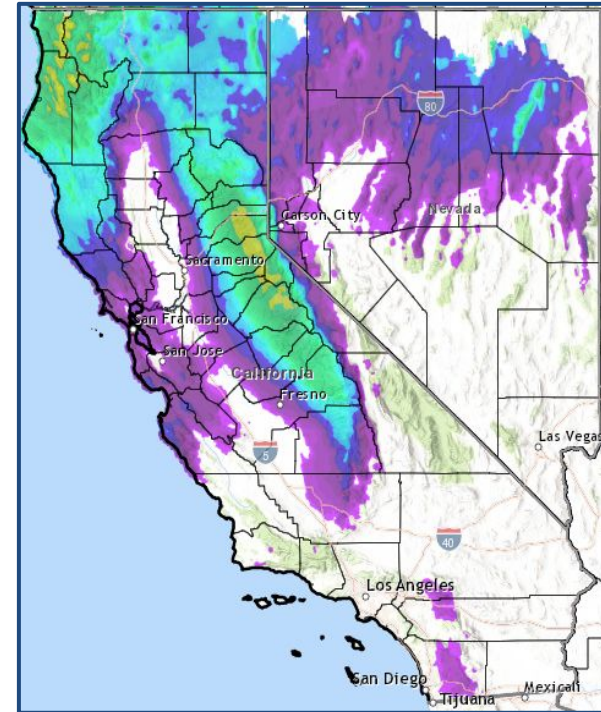 80
Carson City
Nevada
Sacramento
San Francisco
San Jose
California
Fresno
5
Las Vegas
40
Los Angeles
San Diego
Tijuana
Mexicali